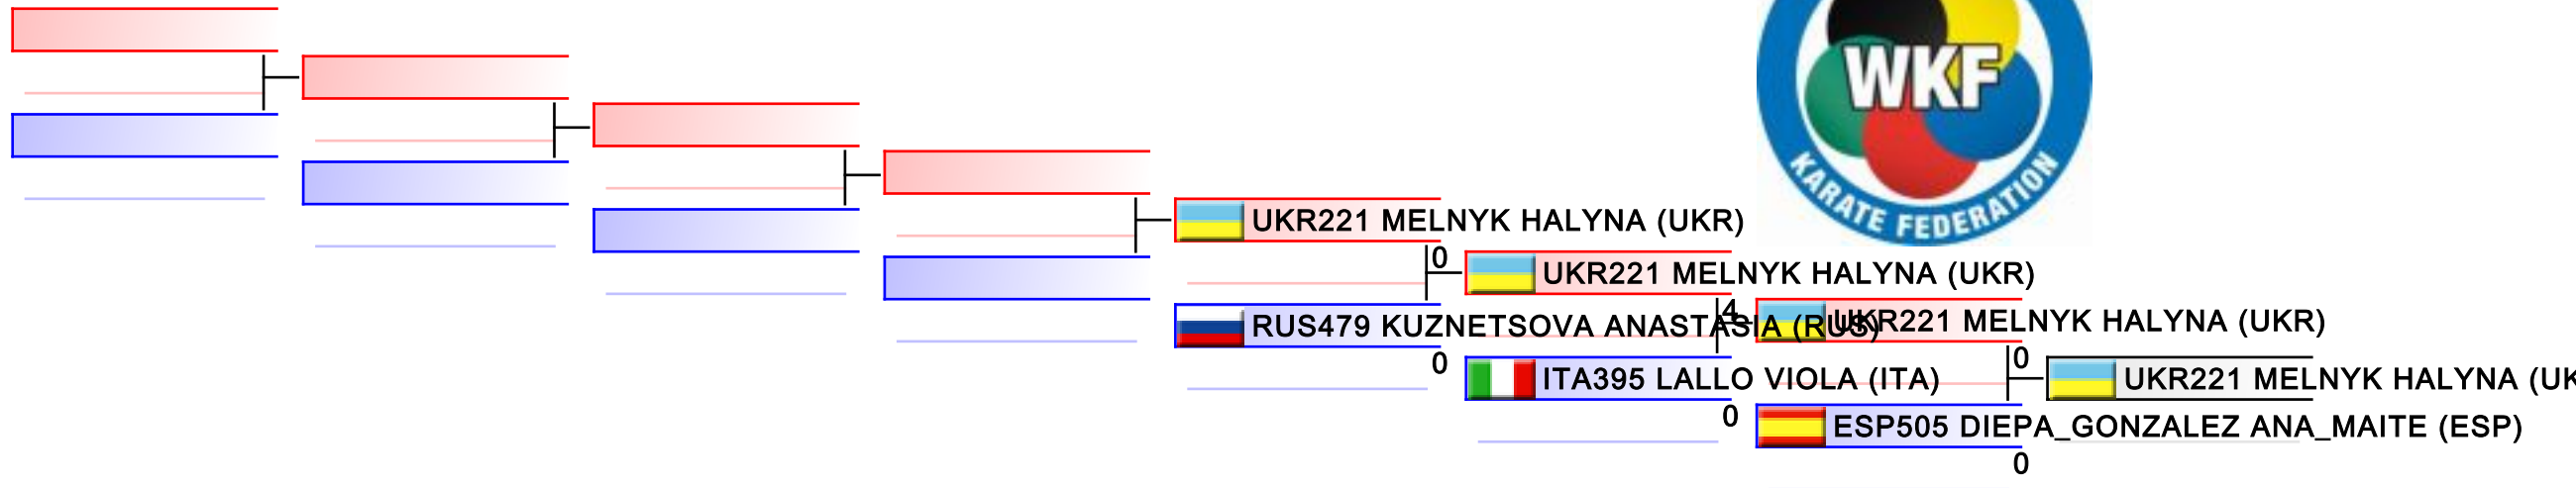 WKF
KARATE FEDERATION
UKR221 MELNYK HALYNA (UKR)
0
UKR221 MELNYK HALYNA (UKR)
4
UKR221 MELNYK HALYNA (UKR)
RUS479 KUZNETSOVA ANASTASIA (RUS)
0
0
UKR221 MELNYK HALYNA (UK
ITA395 LALLO VIOLA (ITA)
0
ESP505 DIEPA_GONZALEZ ANA_MAITE (ESP)
0